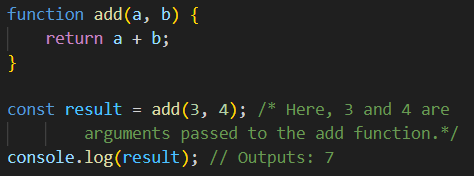 function add(a, b) {
    return a + b;
}

const result = add(3, 4); /* Here, 3 and 4 are
        arguments passed to the add function.*/
console.log(result); // Outputs: 7